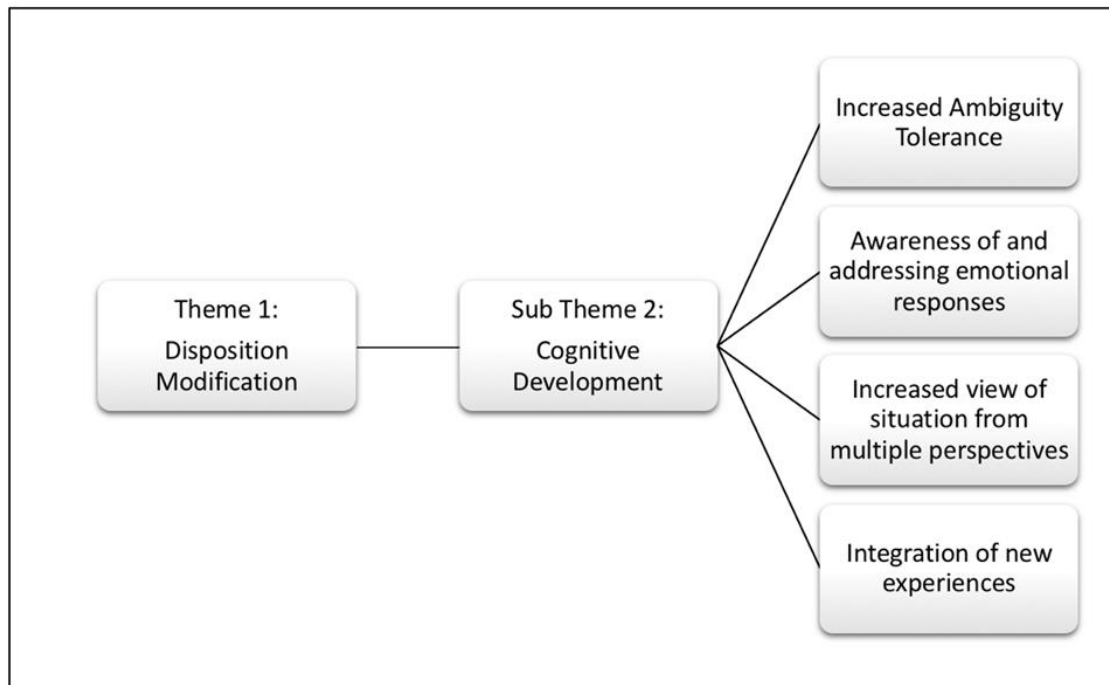 Theme 1:
Disposition
Modification
Sub Theme 2:
Cognitive
Development
Increased Ambiguity
Tolerance
Awareness of and
addressing emotional
responses
Increased view of
situation from
multiple perspectives
Integration of new
experiences